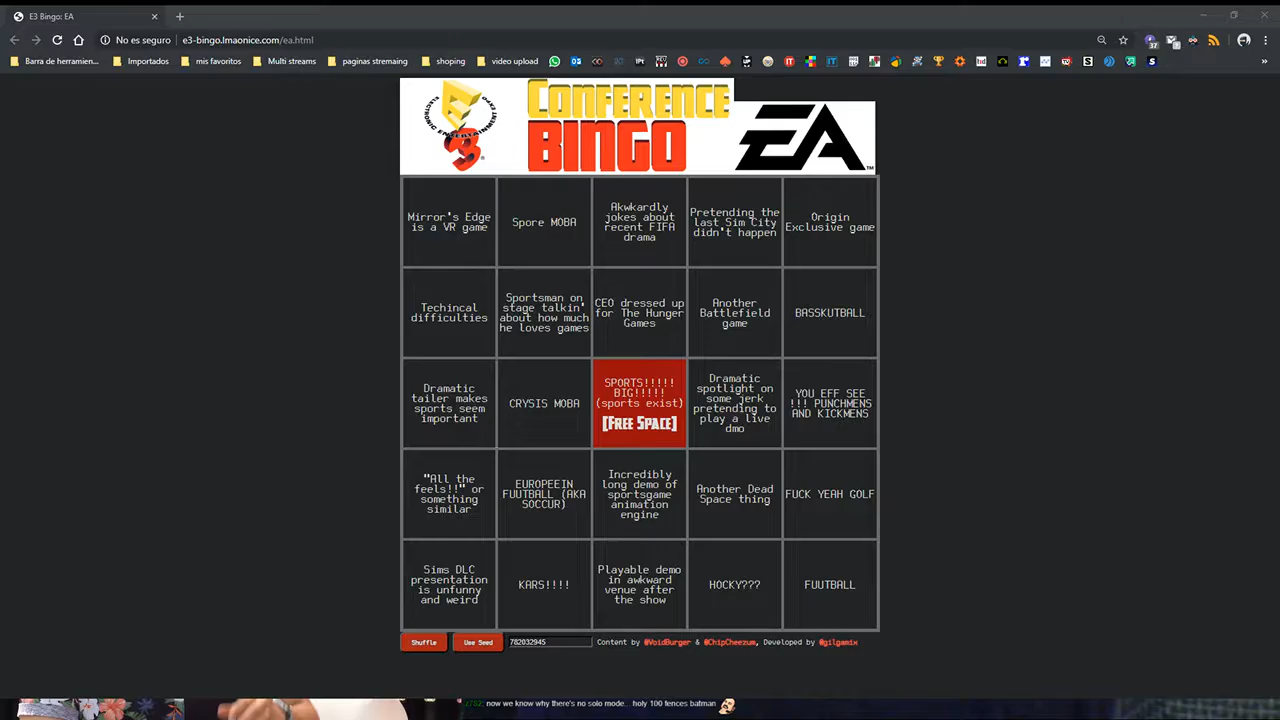 E3 Bingo: EA
No es seguro e3-bingo.lmaonice.com/ea.html
37
Barra de herramien... Importados mis favoritos Multi streams paginas stremaing shoping video upload
ELECTRONIC ENTERTAINMENT EXPO
E3
Conference
BINGO
EA
Mirror's Edge
is a VR game
Spore MOBA
Akwkardly
jokes about
recent FIFA
drama
Pretending the
last Sim City
didn't happen
Origin
Exclusive game
Techincal
difficulties
Sportsman on
stage talkin'
about how much
he loves games
CEO dressed up
for The Hunger
Games
Another
Battlefield
game
BASSKUTBALL
Dramatic
tailer makes
sports seem
important
CRYSIS MOBA
SPORTS!!!!!
BIG!!!!!
(sports exist)
[Free Space]
Dramatic
spotlight on
some jerk
pretending to
play a live
dmo
YOU EFF SEE
!!! PUNCHMENS
AND KICKMENS
"All the
feels!!" or
something
similar
EUROPEEIN
FUUTBALL (AKA
SOCCUR)
Incredibly
long demo of
sportsgame
animation
engine
Another Dead
Space thing
FUCK YEAH GOLF
Sims DLC
presentation
is unfunny
and weird
KARS!!!!
Playable demo
in awkward
venue after
the show
HOCKY???
FUUTBALL
Shuffle Use Seed 782032945 Content by @VoidBurger & @ChipCheezum, Developed by @gilgamix
now we know why there's no solo mode... holy 100 fences batman